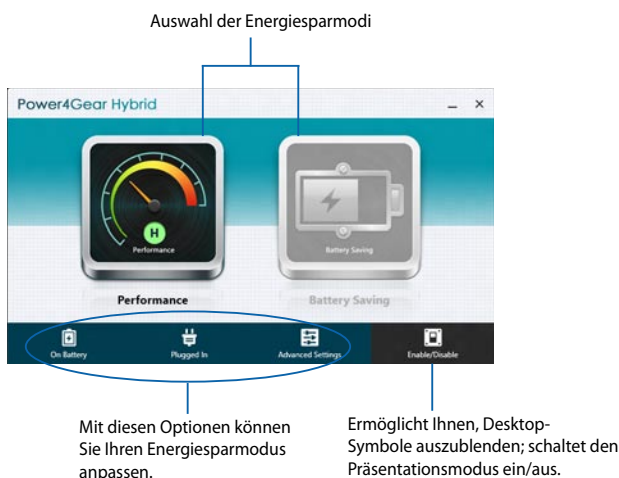 Auswahl der Energiesparmodi
Power4Gear Hybrid
H
Performance
Battery Saving
Performance
Battery Saving
On Battery
Plugged In
Advanced Settings
Enable/Disable
Mit diesen Optionen können
Sie Ihren Energiesparmodus
anpassen.
Ermöglicht Ihnen, Desktop-
Symbole auszublenden; schaltet den
Präsentationsmodus ein/aus.